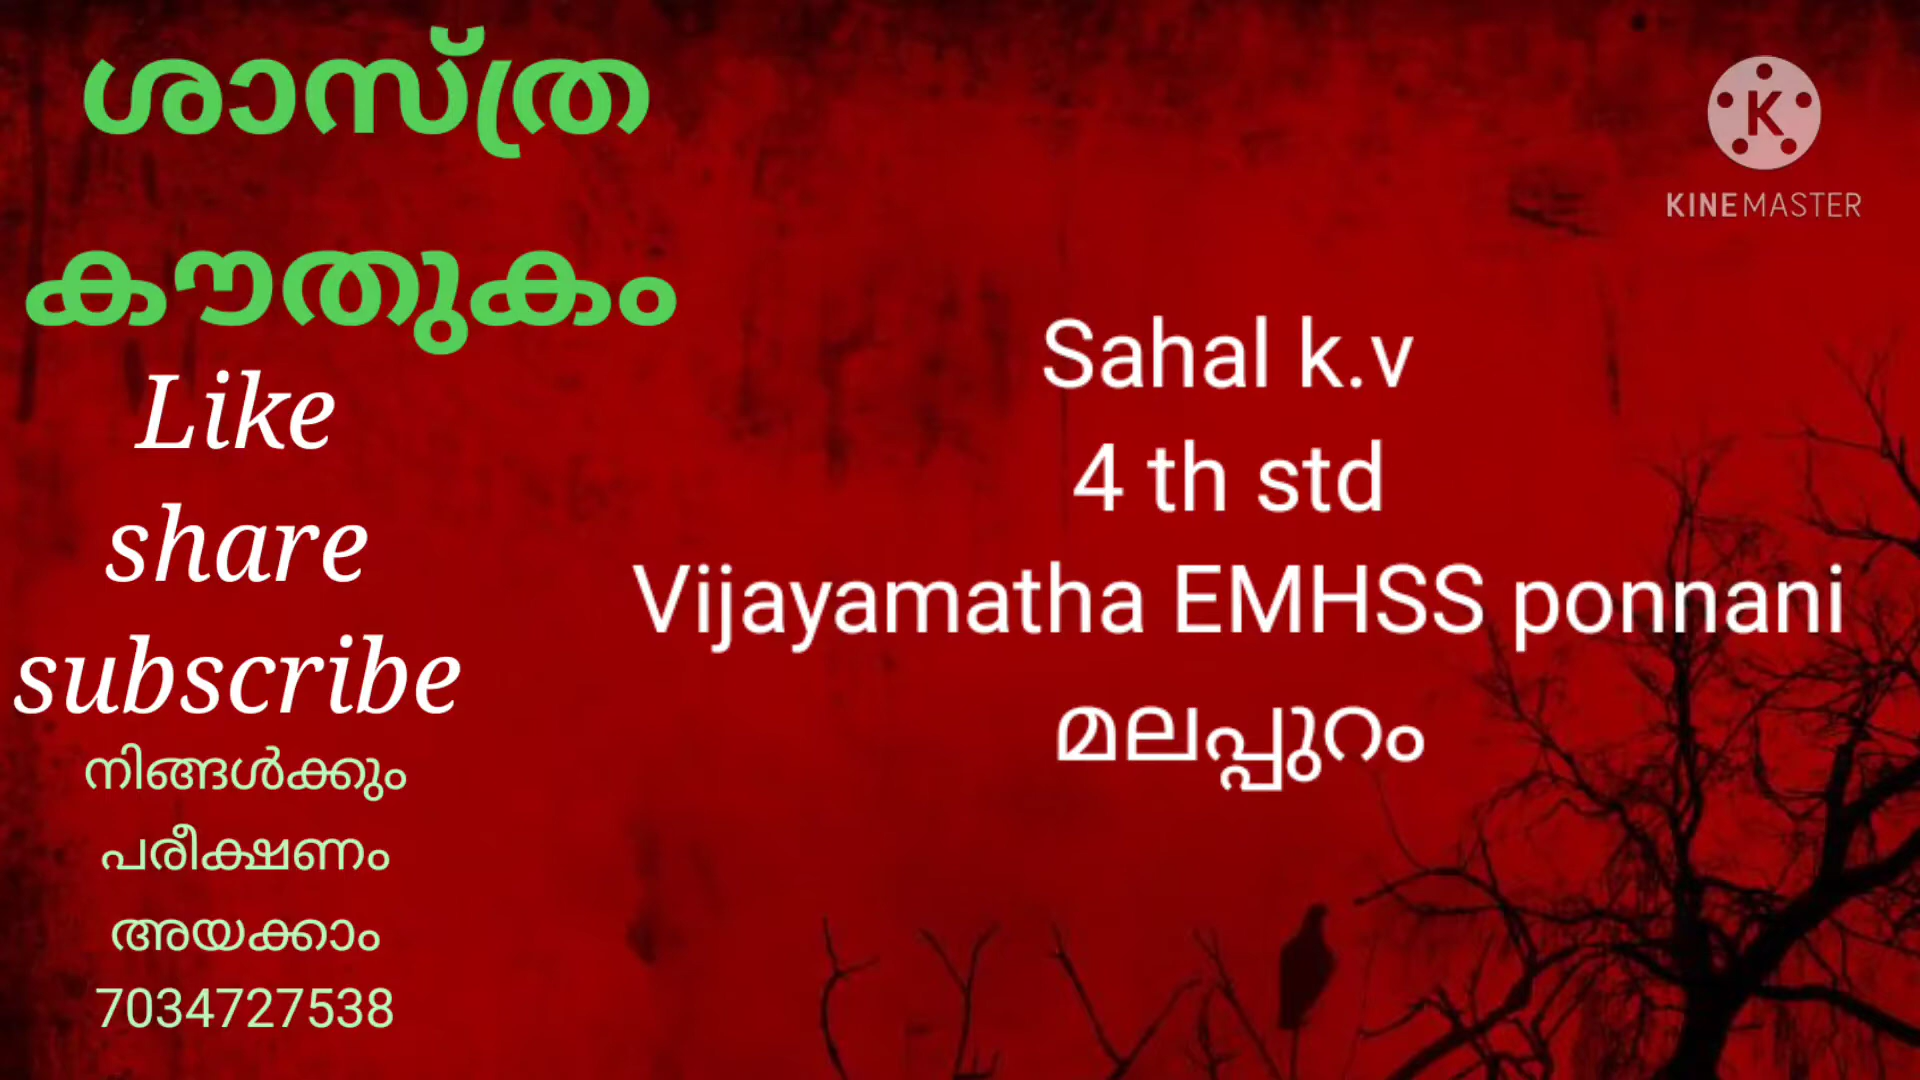 ശാസ്ത്ര
കൗതുകം
Like
share
subscribe
നിങ്ങൾക്കും
പരീക്ഷണം
അയക്കാം
7034727538
Sahal k.v
4 th std
Vijayamatha EMHSS ponnani
മലപ്പുറം
K
KINEMASTER